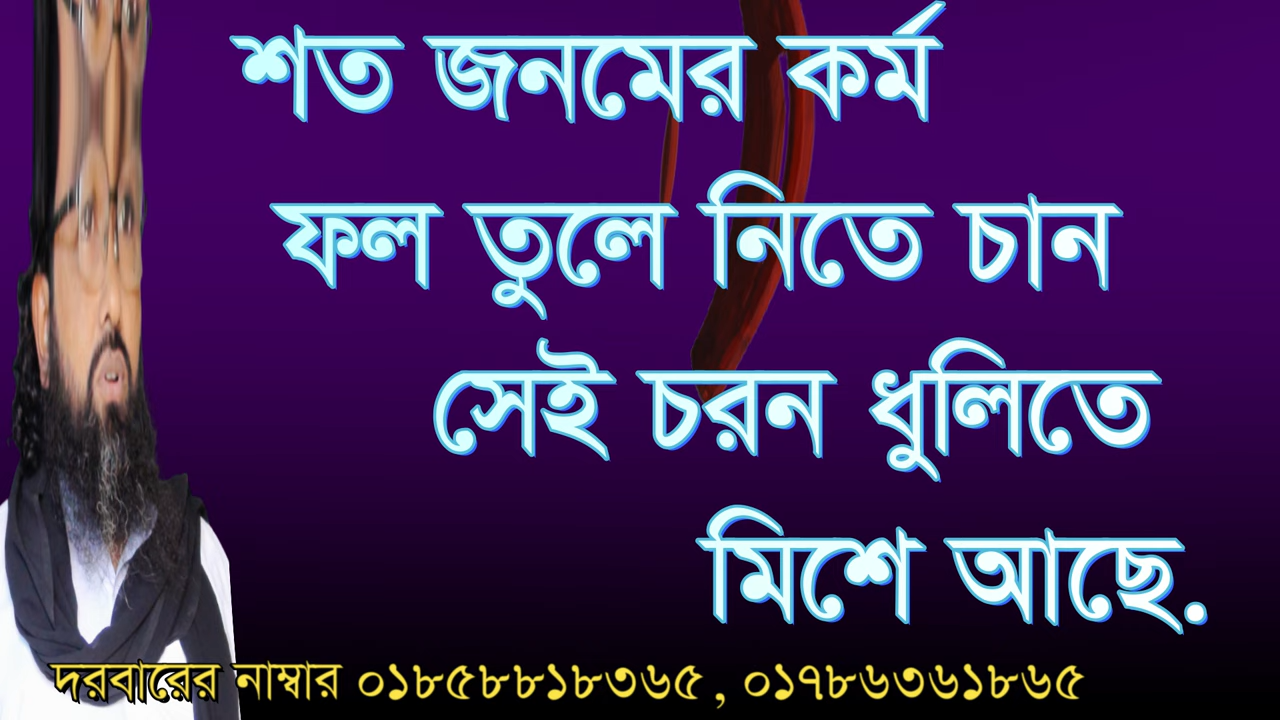 শত জনমের কর্ম
ফল তুলে নিতে চান
সেই চরন ধুলিতে
মিশে আছে.
দরবারের নাম্বার ০১৮৫৮৮১৮৩৬৫, ০১৭৮৬৩৬১৮৬৫